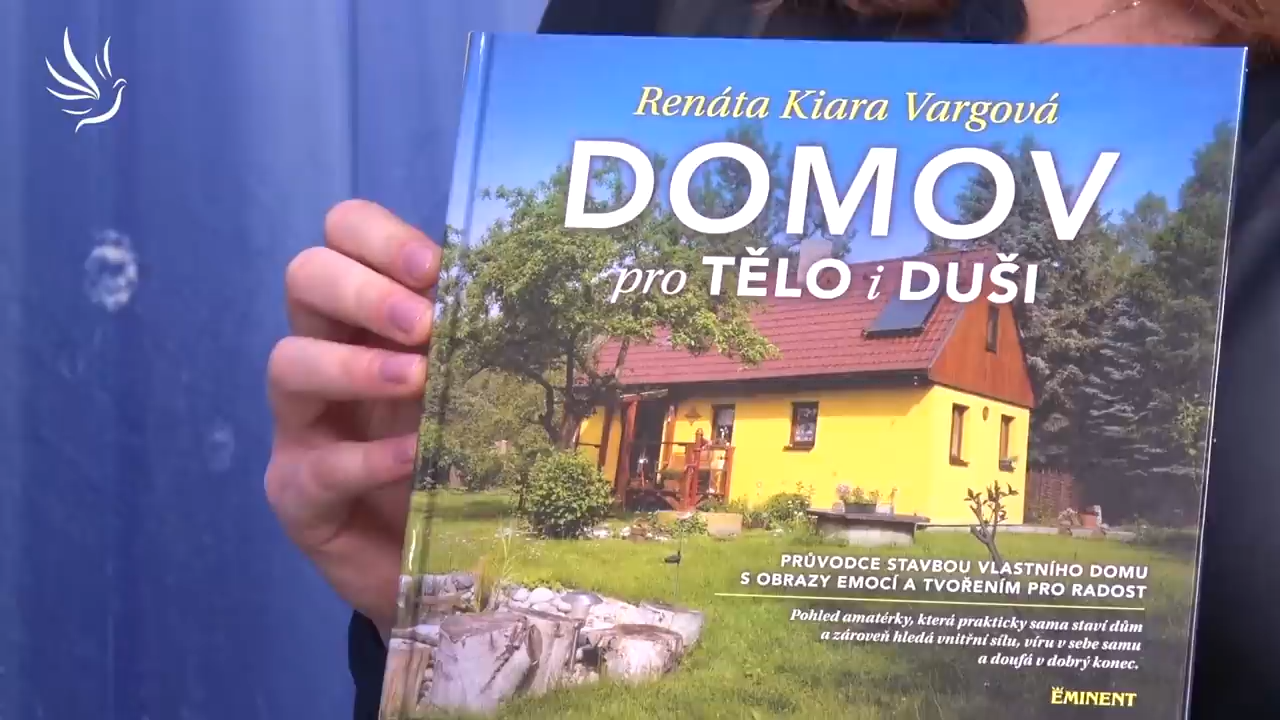 Renáta Kiara Vargová
DOMOV
pro TĚLO i DUŠI
PRŮVODCE STAVBOU VLASTNÍHO DOMU
S OBRAZY EMOCÍ A TVOŘENÍM PRO RADOST
Pohled amatérky, která prakticky sama staví dům
a zároveň hledá vnitřní sílu, víru v sebe samu
a doufá v dobrý konec.
EMINENT